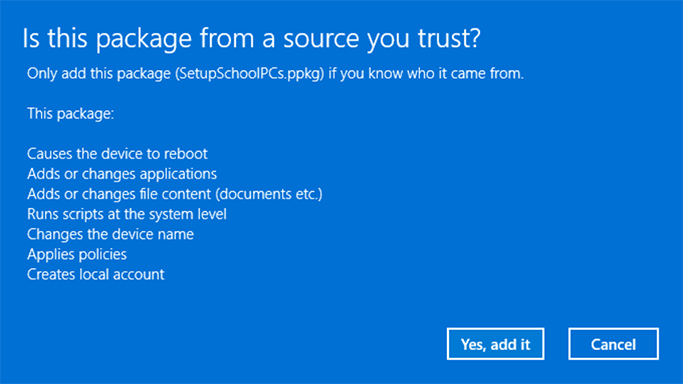 Is this package from a source you trust?
Only add this package (SetupSchoolPCs.ppkg) if you know who it came from.
This package:
Causes the device to reboot
Adds or changes applications
Adds or changes file content (documents etc.)
Runs scripts at the system level
Changes the device name
Applies policies
Creates local account
Yes, add it
Cancel